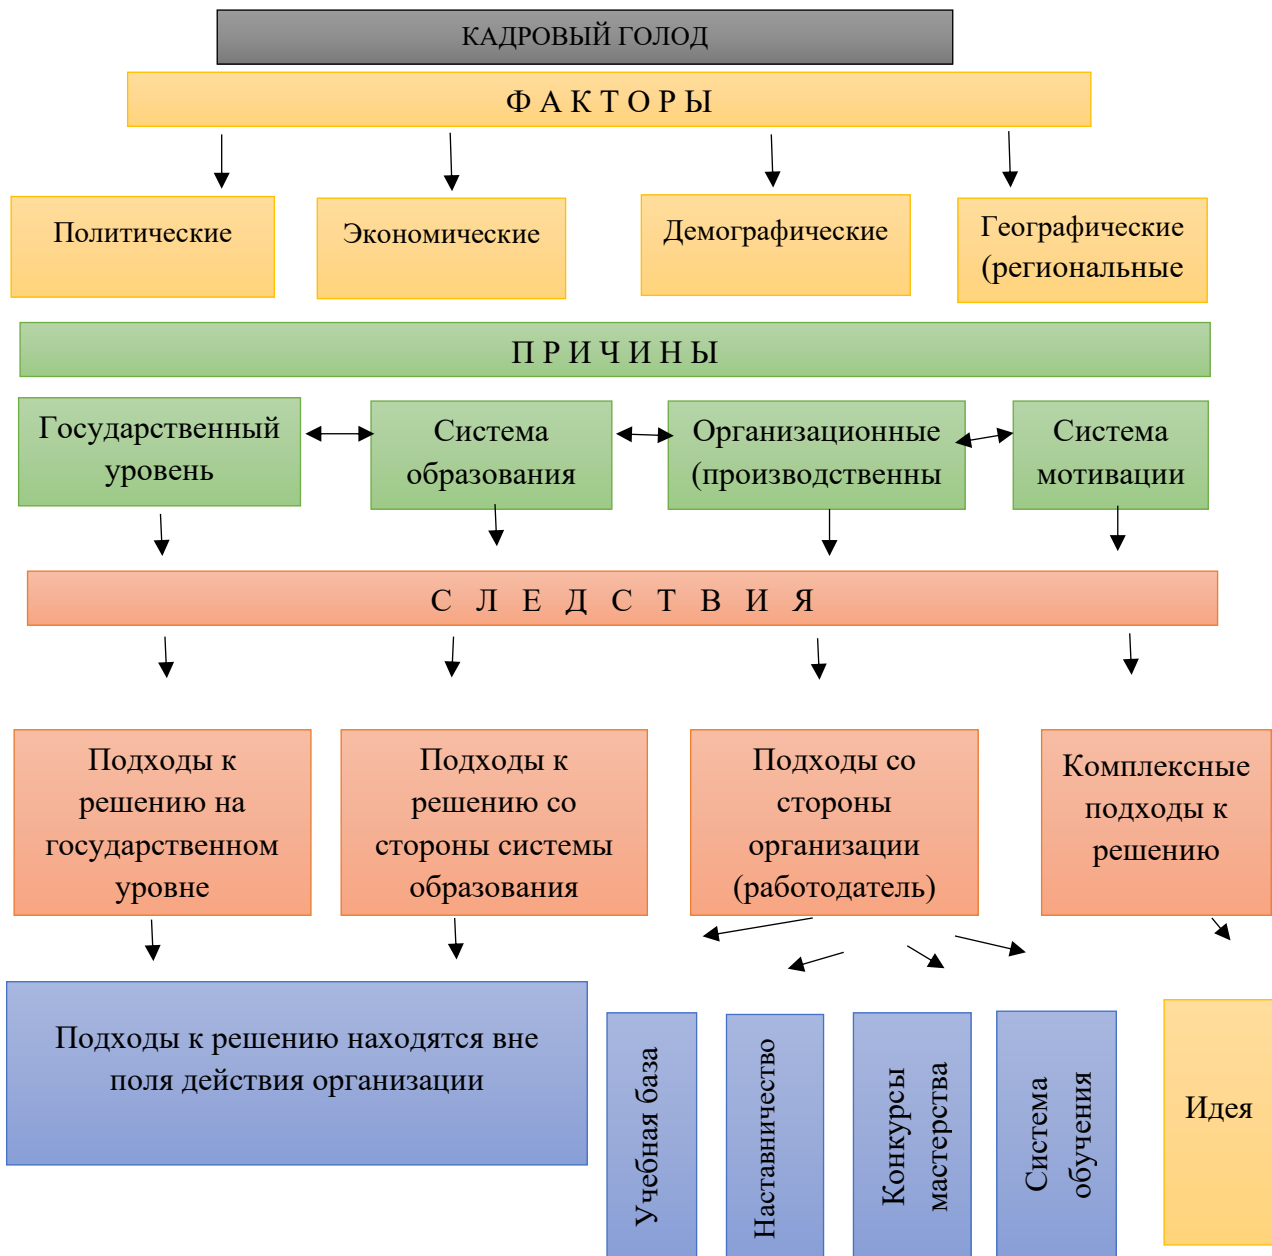 КАДРОВЫЙ ГОЛОД
Ф А К Т О Р Ы
Политические
Экономические
Демографические
Географические
(региональные
П Р И Ч И Н Ы
Государственный
уровень
Система
образования
Организационные
(производственны
Система
мотивации
С Л Е Д С Т В И Я
Подходы к
решению на
государственном
уровне
Подходы к
решению со
стороны системы
образования
Подходы со
стороны
организации
(работодатель)
Комплексные
подходы к
решению
Подходы к решению находятся вне
поля действия организации
Учебная база
Наставничество
Конкурсы
мастерства
Система
обучения
Идея